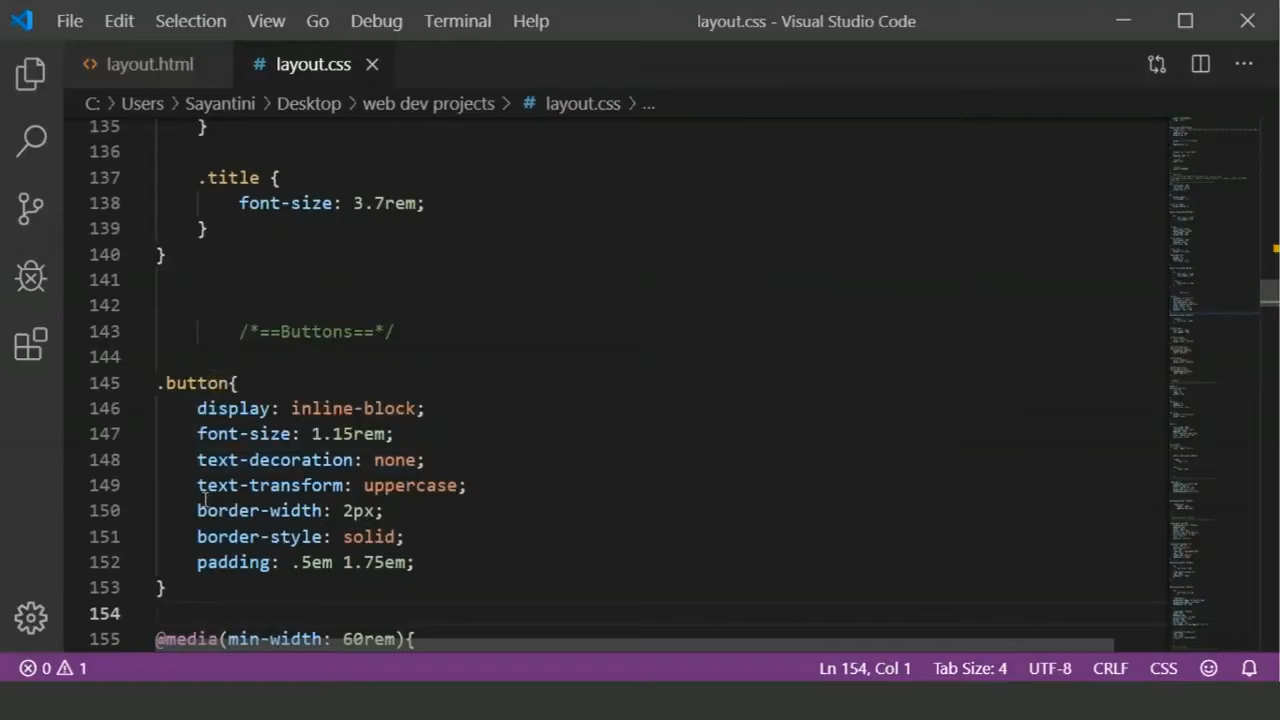 File Edit Selection View Go Debug Terminal Help layout.css - Visual Studio Code
layout.html # layout.css
C: > Users > Sayantini > Desktop > web dev projects > # layout.css > ...
135 }
136
137 .title {
138 font-size: 3.7rem;
139 }
140 }
141
142
143 /*==Buttons==*/
144
145 .button{
146 display: inline-block;
147 font-size: 1.15rem;
148 text-decoration: none;
149 text-transform: uppercase;
150 border-width: 2px;
151 border-style: solid;
152 padding: .5em 1.75em;
153 }
154
155 @media(min-width: 60rem){
0 1 Ln 154, Col 1 Tab Size: 4 UTF-8 CRLF CSS